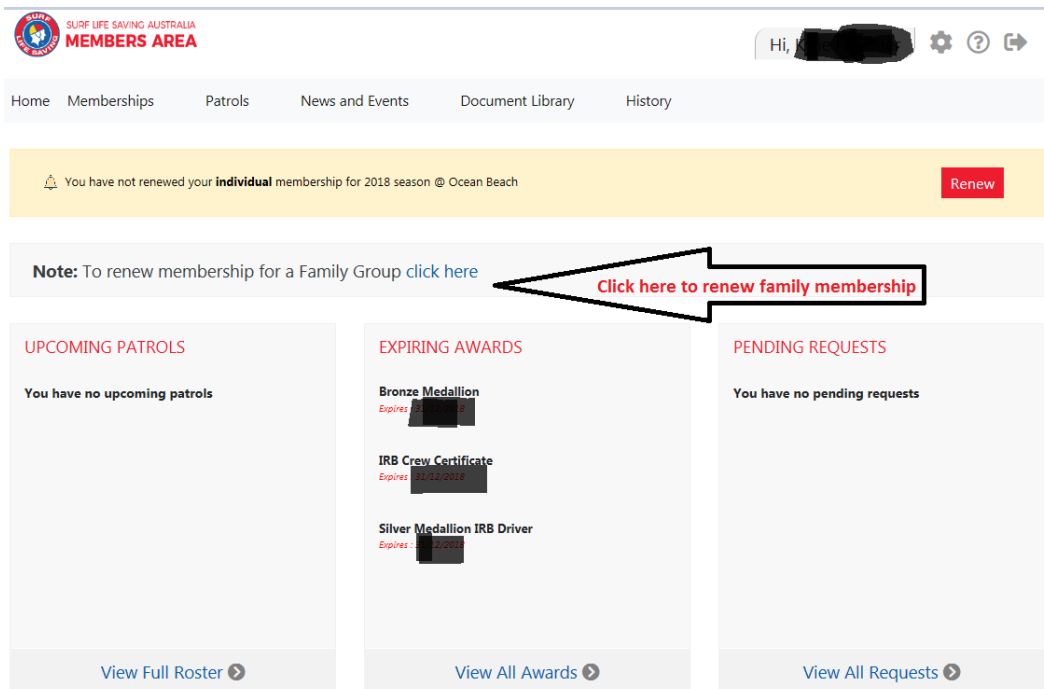 SURF LIFE SAVING AUSTRALIA
MEMBERS AREA
Hi,
Home Memberships Patrols News and Events Document Library History
You have not renewed your individual membership for 2018 season @ Ocean Beach
Renew
Note: To renew membership for a Family Group click here
Click here to renew family membership
UPCOMING PATROLS
You have no upcoming patrols
View Full Roster
EXPIRING AWARDS
Bronze Medallion
Expires :
IRB Crew Certificate
Expires : 31/12/2018
Silver Medallion IRB Driver
Expires :
View All Awards
PENDING REQUESTS
You have no pending requests
View All Requests